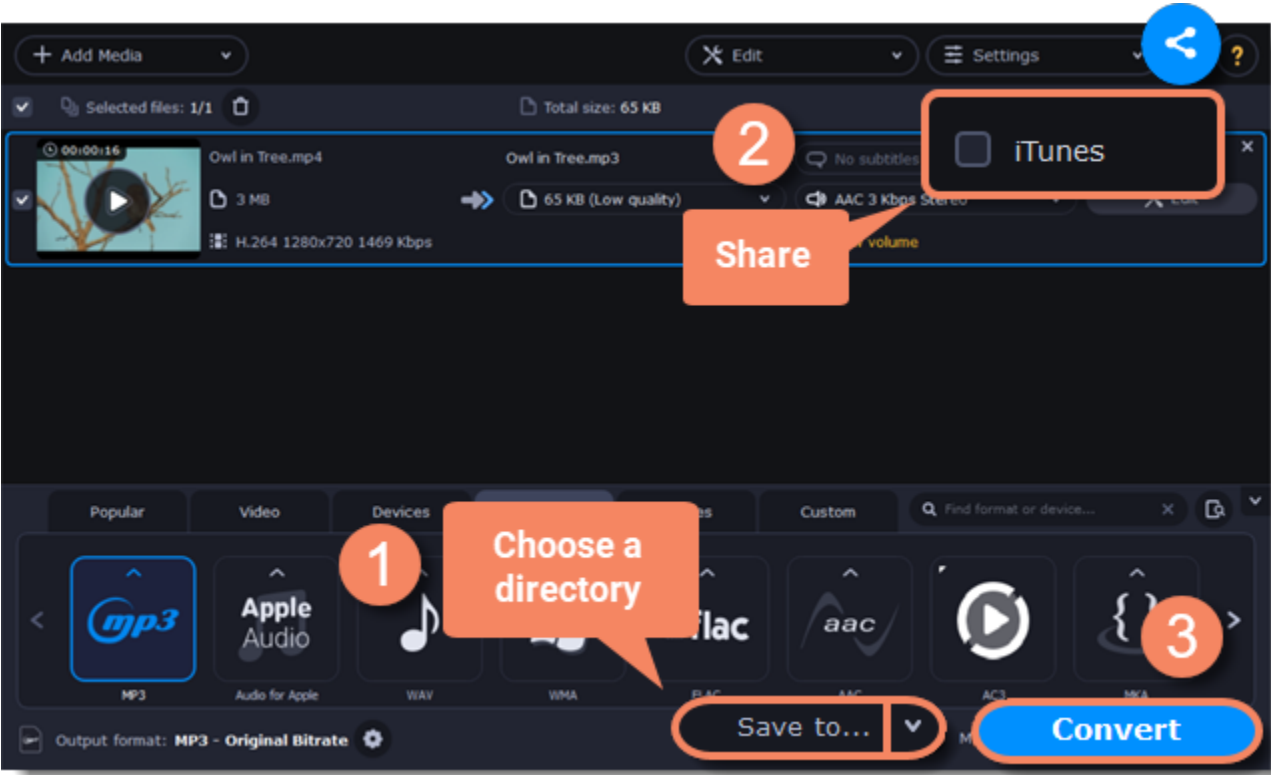 + Add Media
Edit
Settings
?
Selected files: 1/1
Total size: 65 KB
2
iTunes
00:00:16
Owl in Tree.mp4
Owl in Tree.mp3
No subtitles
3 MB
65 KB (Low quality)
AAC 3 Kbps Stereo
Edit
H.264 1280x720 1469 Kbps
Share
volume
Popular
Video
Devices
Custom
Find format or device...
1
Choose a
directory
mp3
Apple
Audio
flac
aac
3
MP3
Audio for Apple
WAV
WMA
FLAC
AAC
AC3
MKA
Output format: MP3 - Original Bitrate
Save to...
Convert